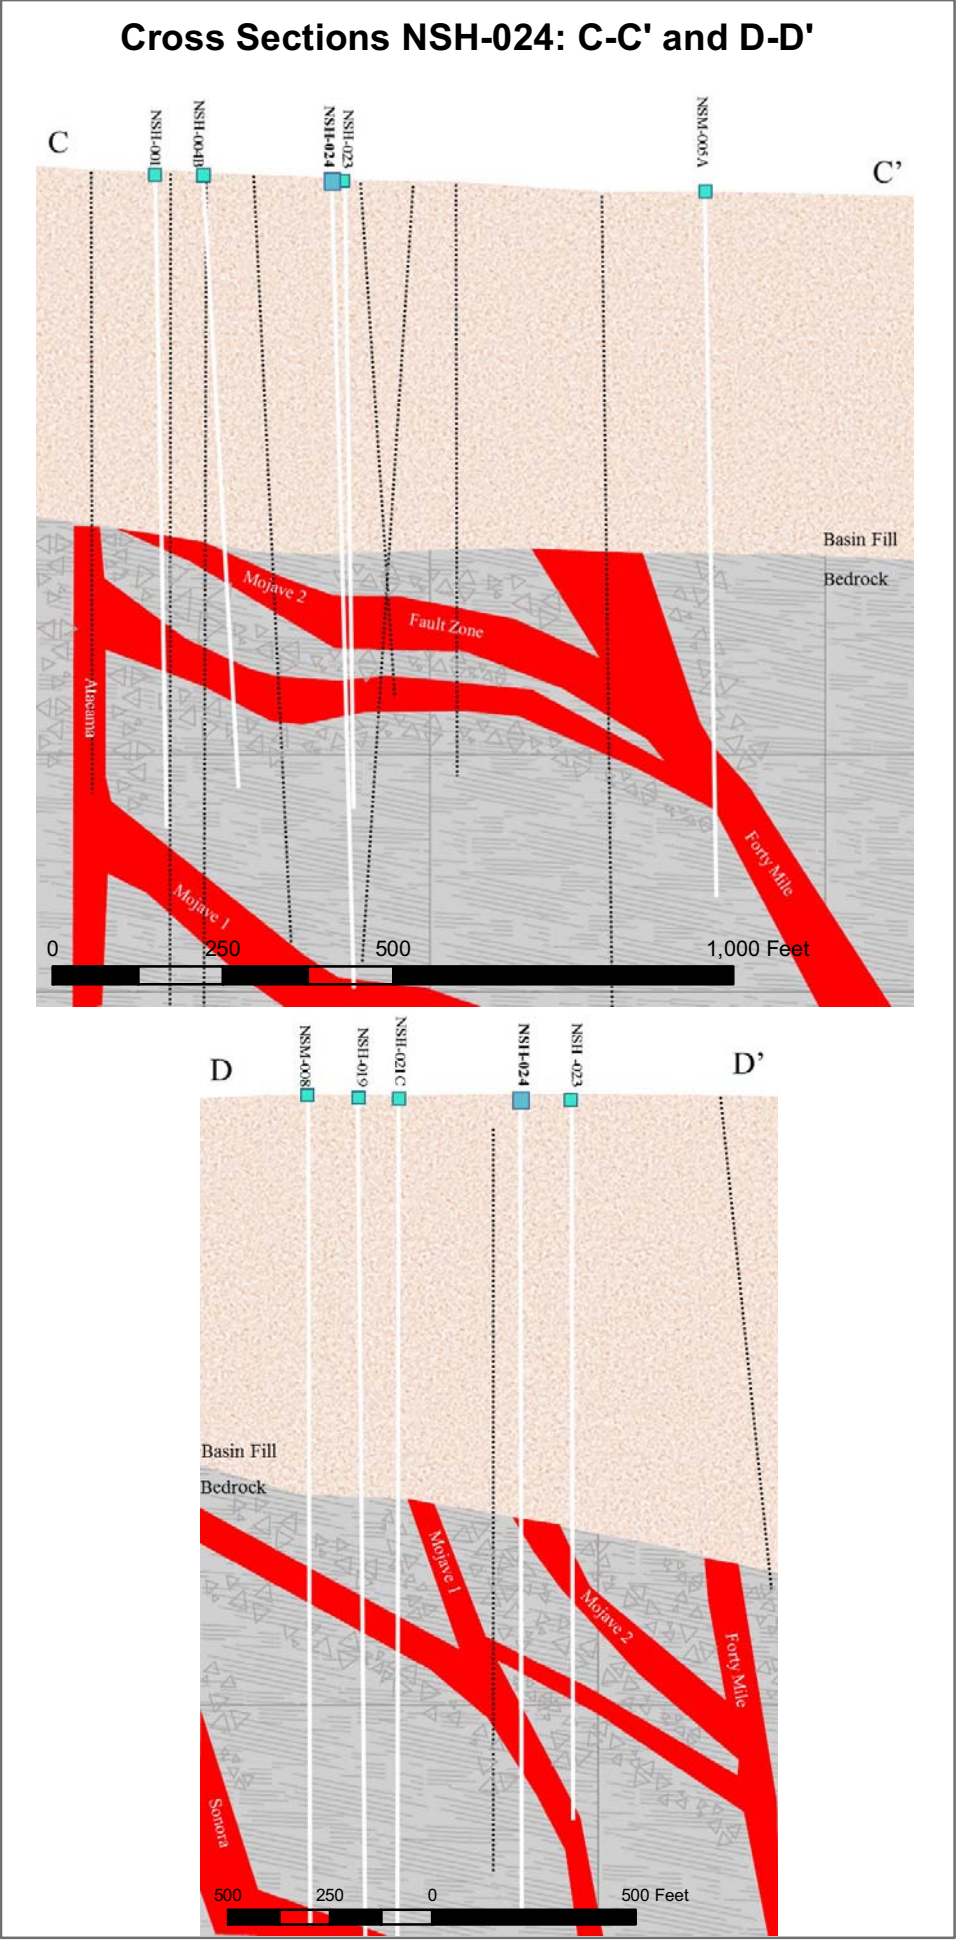 Cross Sections NSH-024: C-C' and D-D'
C
NSH-001
NSH-004B
NSH-024
NSH-023
NSM-005A
C’
Basin Fill
Bedrock
Mojave 2
Fault Zone
Atacama
Mojave 1
Forty Mile
0 250 500 1,000 Feet
D
NSM-008
NSH-019
NSH-021C
NSH-024
NSH -023
D’
Basin Fill
Bedrock
Mojave 1
Mojave 2
Forty Mile
Sonora
500 250 0 500 Feet